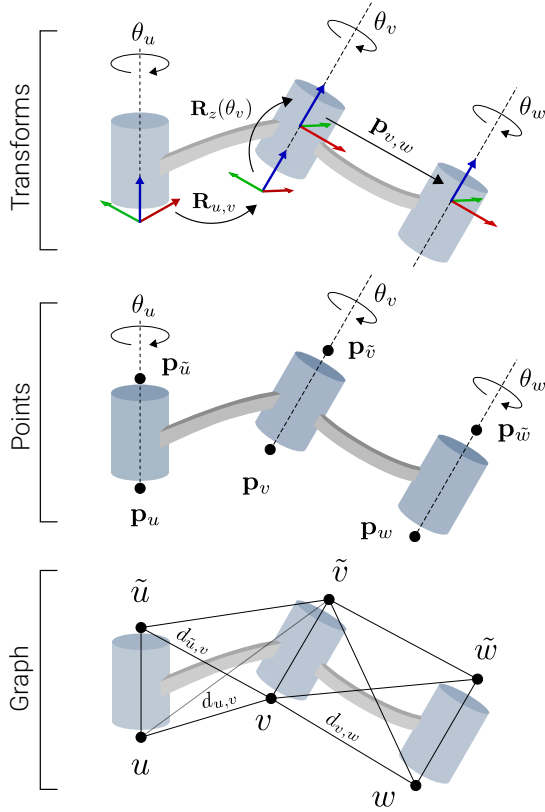 Transforms
θ_u
θ_v
θ_w
R_z(θ_v)
p_{v,w}
R_{u,v}
Points
θ_u
θ_v
θ_w
p_ũ
p_ṽ
p_w̃
p_u
p_v
p_w
Graph
ũ
ṽ
w̃
d_{ũ,v}
d_{u,v}
d_{v,w}
u
v
w